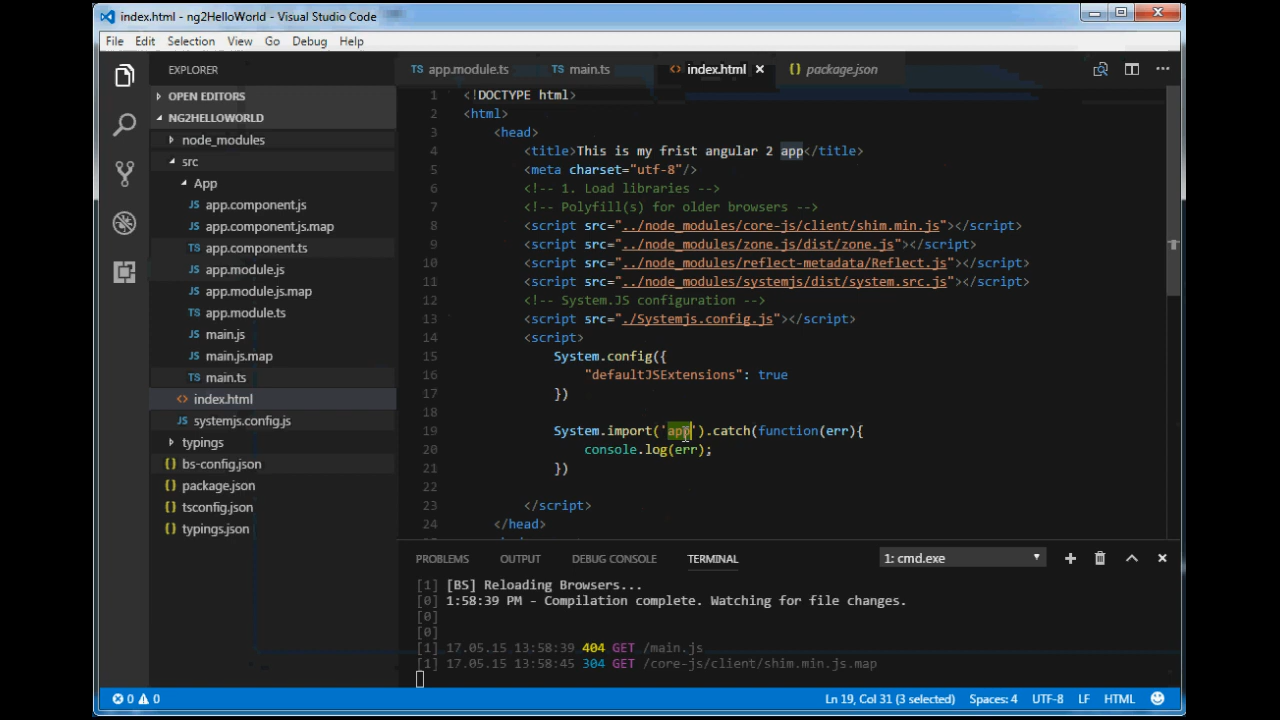 index.html - ng2HelloWorld - Visual Studio Code
File Edit Selection View Go Debug Help
EXPLORER
OPEN EDITORS
NG2HELLOWORLD
node_modules
src
App
JS app.component.js
JS app.component.js.map
TS app.component.ts
JS app.module.js
JS app.module.js.map
TS app.module.ts
JS main.js
JS main.js.map
TS main.ts
<> index.html
JS systemjs.config.js
typings
{} bs-config.json
{} package.json
{} tsconfig.json
{} typings.json
TS app.module.ts TS main.ts <> index.html {} package.json
1 <!DOCTYPE html>
2 <html>
3 <head>
4 <title>This is my frist angular 2 app</title>
5 <meta charset="utf-8"/>
6 <!-- 1. Load libraries -->
7 <!-- Polyfill(s) for older browsers -->
8 <script src="../node_modules/core-js/client/shim.min.js"></script>
9 <script src="../node_modules/zone.js/dist/zone.js"></script>
10 <script src="../node_modules/reflect-metadata/Reflect.js"></script>
11 <script src="../node_modules/systemjs/dist/system.src.js"></script>
12 <!-- System.JS configuration -->
13 <script src="./Systemjs.config.js"></script>
14 <script>
15 System.config({
16 "defaultJSExtensions": true
17 })
18
19 System.import('app').catch(function(err){
20 console.log(err);
21 })
22
23 </script>
24 </head>
PROBLEMS OUTPUT DEBUG CONSOLE TERMINAL 1: cmd.exe
[1] [BS] Reloading Browsers...
[0] 1:58:39 PM - Compilation complete. Watching for file changes.
[0]
[0]
[1] 17.05.15 13:58:39 404 GET /main.js
[1] 17.05.15 13:58:45 304 GET /core-js/client/shim.min.js.map
0 0 Ln 19, Col 31 (3 selected) Spaces: 4 UTF-8 LF HTML